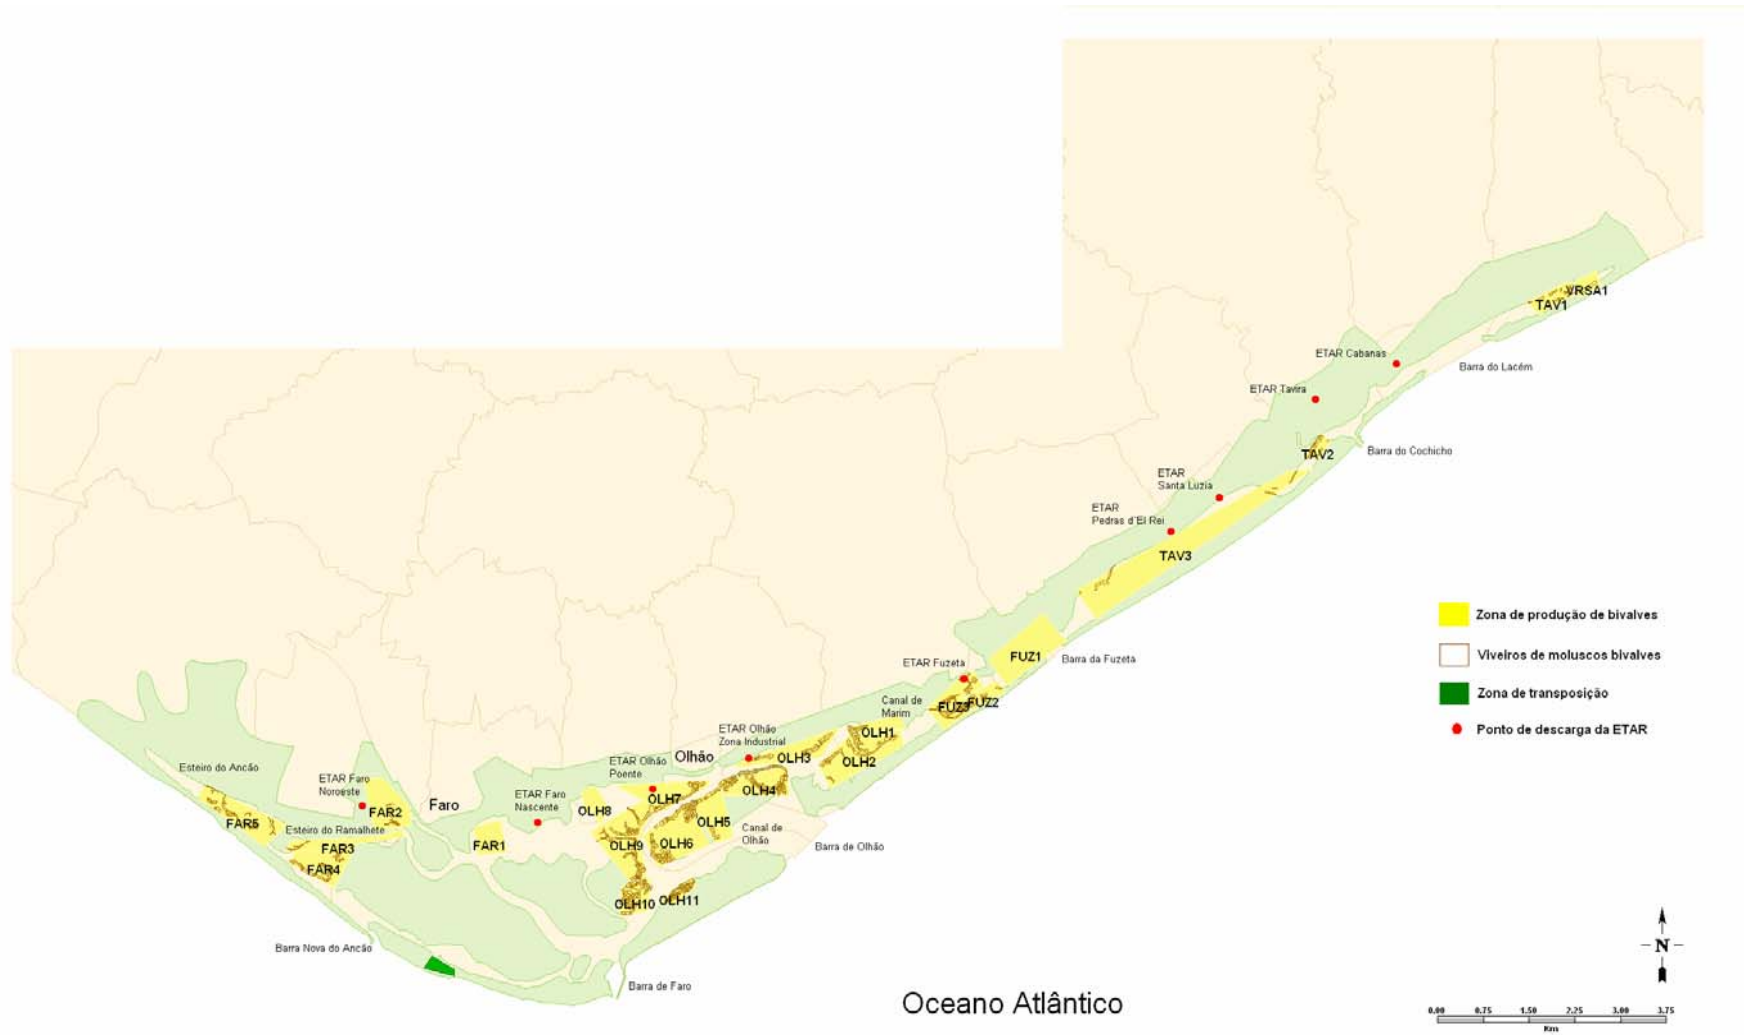 VRSA1
TAV1
ETAR Cabanas
Barra do Lacém
ETAR Tavira
TAV2
Barra do Cochicho
ETAR
Santa Luzia
ETAR
Pedras d'El Rei
TAV3
Zona de produção de bivalves
Viveiros de moluscos bivalves
Zona de transposição
Ponto de descarga da ETAR
FUZ1
Barra da Fuzeta
ETAR Fuzeta
Canal de
Marim
FUZ3
FUZ2
ETAR Olhão
Zona Industrial
OLH1
Olhão
OLH3
OLH2
ETAR Olhão
Poente
OLH4
OLH7
Esteiro do Ancão
ETAR Faro
Noroeste
Faro
ETAR Faro
Nascente
OLH8
FAR2
FAR5
Esteiro do Ramalhete
OLH5
Canal de
Olhão
FAR3
FAR1
OLH9
OLH6
Barra de Olhão
FAR4
OLH10
OLH11
Barra Nova do Ancão
Barra de Faro
Oceano Atlântico
N
0.00 0.75 1.50 2.25 3.00 3.75
Km